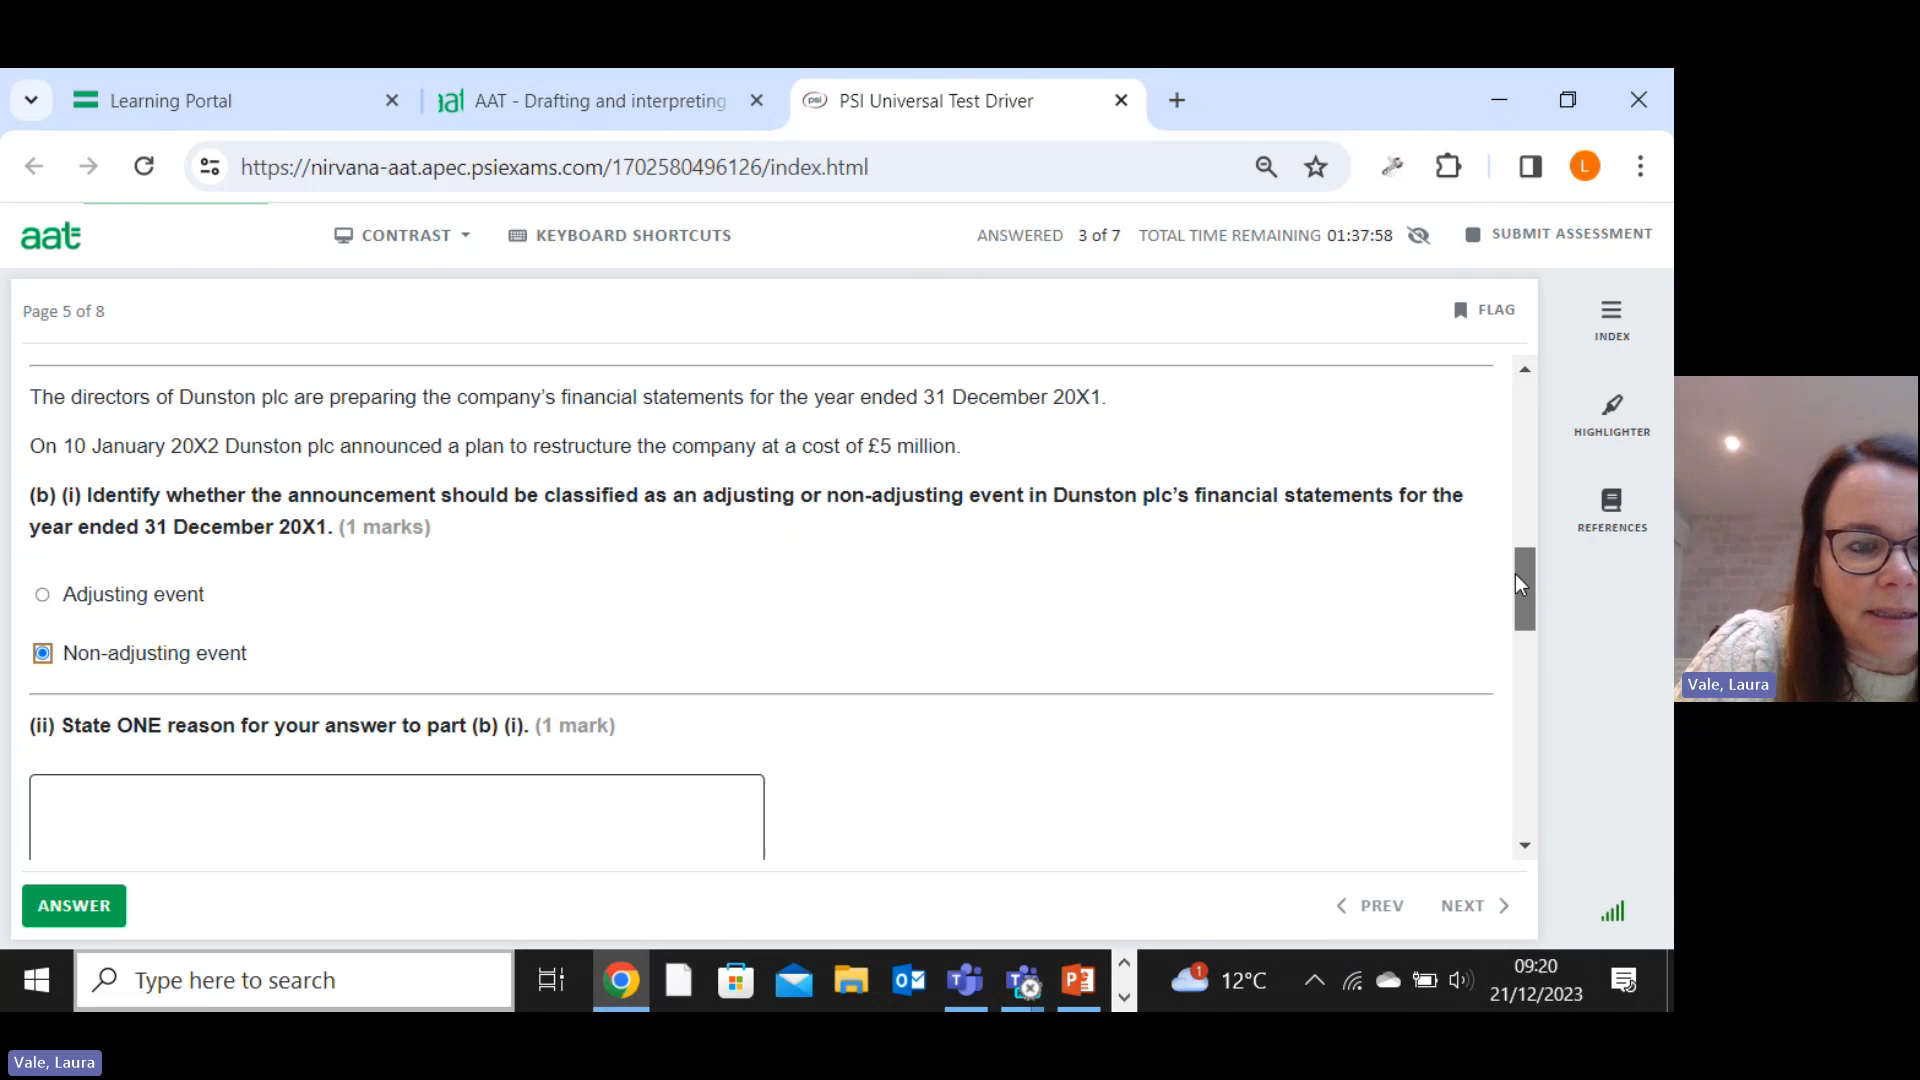 Learning Portal
aat AAT - Drafting and interpreting
psi PSI Universal Test Driver
https://nirvana-aat.apec.psiexams.com/1702580496126/index.html
L
aat
CONTRAST
KEYBOARD SHORTCUTS
ANSWERED 3 of 7 TOTAL TIME REMAINING 01:37:58
SUBMIT ASSESSMENT
Page 5 of 8
FLAG
INDEX
HIGHLIGHTER
REFERENCES
The directors of Dunston plc are preparing the company’s financial statements for the year ended 31 December 20X1.
On 10 January 20X2 Dunston plc announced a plan to restructure the company at a cost of £5 million.
(b) (i) Identify whether the announcement should be classified as an adjusting or non-adjusting event in Dunston plc’s financial statements for the
year ended 31 December 20X1. (1 marks)
Adjusting event
Non-adjusting event
(ii) State ONE reason for your answer to part (b) (i). (1 mark)
ANSWER
PREV
NEXT
Vale, Laura
Type here to search
1
12°C
09:20
21/12/2023
Vale, Laura